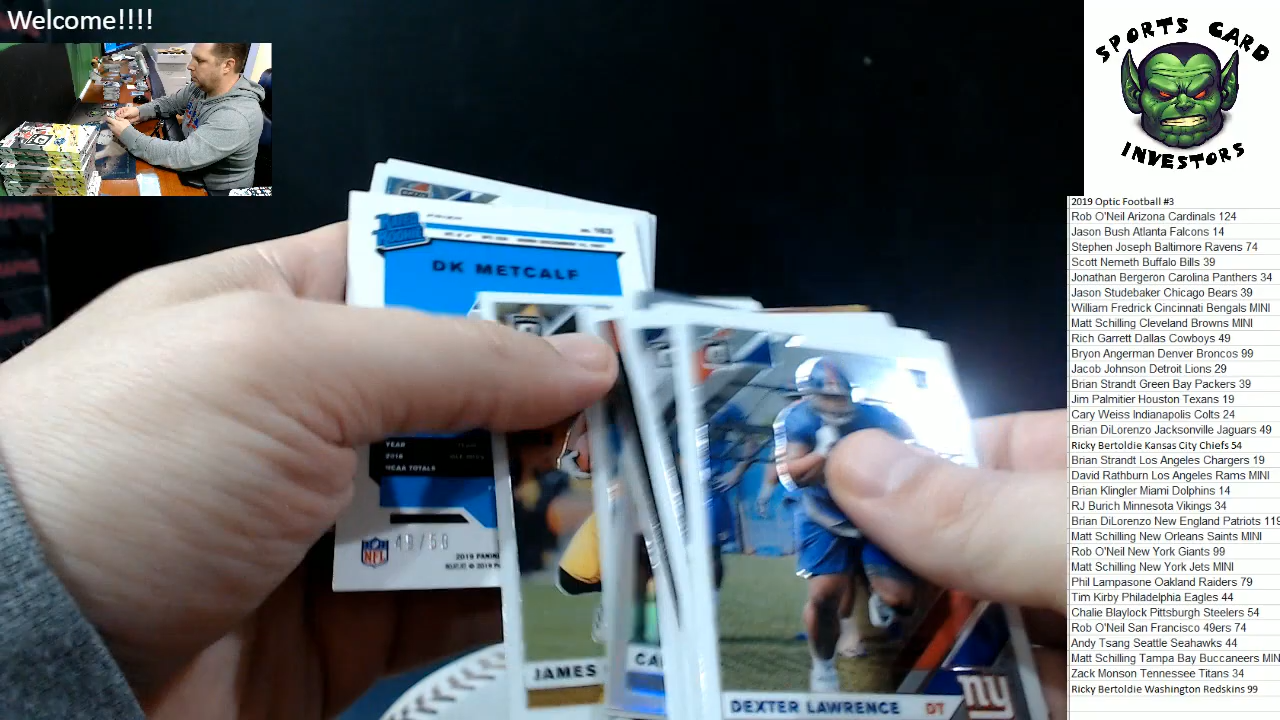 Welcome!!!!
SPORTS CARD
INVESTORS
2019 Optic Football #3
Rob O'Neil Arizona Cardinals 124
Jason Bush Atlanta Falcons 14
Stephen Joseph Baltimore Ravens 74
Scott Nemeth Buffalo Bills 39
Jonathan Bergeron Carolina Panthers 34
Jason Studebaker Chicago Bears 39
William Fredrick Cincinnati Bengals MINI
Matt Schilling Cleveland Browns MINI
Rich Garrett Dallas Cowboys 49
Bryon Angerman Denver Broncos 99
Jacob Johnson Detroit Lions 29
Brian Strandt Green Bay Packers 39
Jim Palmitier Houston Texans 19
Cary Weiss Indianapolis Colts 24
Brian DiLorenzo Jacksonville Jaguars 49
Ricky Bertoldie Kansas City Chiefs 54
Brian Strandt Los Angeles Chargers 19
David Rathburn Los Angeles Rams MINI
Brian Klingler Miami Dolphins 14
RJ Burich Minnesota Vikings 34
Brian DiLorenzo New England Patriots 119
Matt Schilling New Orleans Saints MINI
Rob O'Neil New York Giants 99
Matt Schilling New York Jets MINI
Phil Lampasone Oakland Raiders 79
Tim Kirby Philadelphia Eagles 44
Chalie Blaylock Pittsburgh Steelers 54
Rob O'Neil San Francisco 49ers 74
Andy Tsang Seattle Seahawks 44
Matt Schilling Tampa Bay Buccaneers MIN
Zack Monson Tennessee Titans 34
Ricky Bertoldie Washington Redskins 99
NO. 163
DK METCALF
YEAR
2018
NCAA TOTALS
NFL
2019 PANINI
JAMES
CA
DEXTER LAWRENCE DT
ny